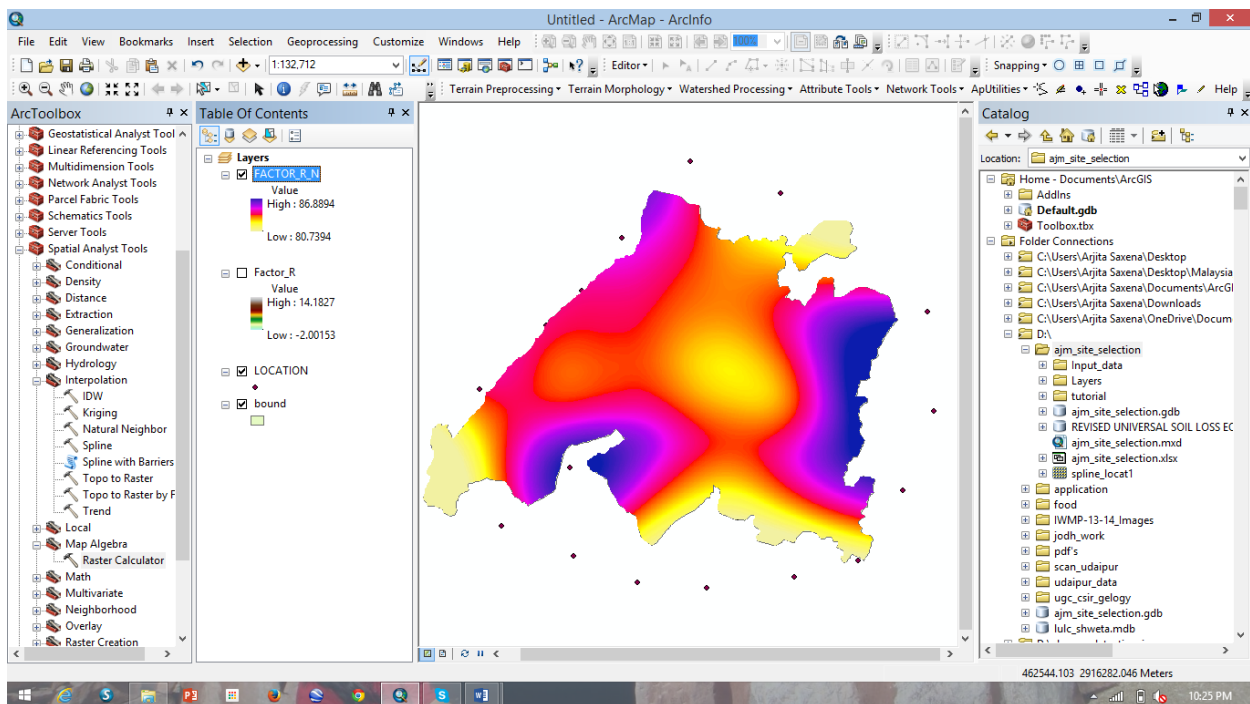 Untitled - ArcMap - ArcInfo
File Edit View Bookmarks Insert Selection Geoprocessing Customize Windows Help 100%
1:132,712 Editor Snapping
Terrain Preprocessing Terrain Morphology Watershed Processing Attribute Tools Network Tools ApUtilities Help
ArcToolbox
Geostatistical Analyst Tool
Linear Referencing Tools
Multidimension Tools
Network Analyst Tools
Parcel Fabric Tools
Schematics Tools
Server Tools
Spatial Analyst Tools
Conditional
Density
Distance
Extraction
Generalization
Groundwater
Hydrology
Interpolation
IDW
Kriging
Natural Neighbor
Spline
Spline with Barriers
Topo to Raster
Topo to Raster by F
Trend
Local
Map Algebra
Raster Calculator
Math
Multivariate
Neighborhood
Overlay
Raster Creation
Table Of Contents
Layers
FACTOR_R_N
Value
High : 86.8894
Low : 80.7394
Factor_R
Value
High : 14.1827
Low : -2.00153
LOCATION
bound
Catalog
Location: ajm_site_selection
Home - Documents\ArcGIS
AddIns
Default.gdb
Toolbox.tbx
Folder Connections
C:\Users\Arjita Saxena\Desktop
C:\Users\Arjita Saxena\Desktop\Malaysia
C:\Users\Arjita Saxena\Documents\ArcGI
C:\Users\Arjita Saxena\Downloads
C:\Users\Arjita Saxena\OneDrive\Docum
D:\
ajm_site_selection
Input_data
Layers
tutorial
ajm_site_selection.gdb
REVISED UNIVERSAL SOIL LOSS EC
ajm_site_selection.mxd
ajm_site_selection.xlsx
spline_locat1
application
food
IWMP-13-14_Images
jodh_work
pdf's
scan_udaipur
udaipur_data
ugc_csir_gelogy
ajm_site_selection.gdb
lulc_shweta.mdb
462544.103 2916282.046 Meters
10:25 PM